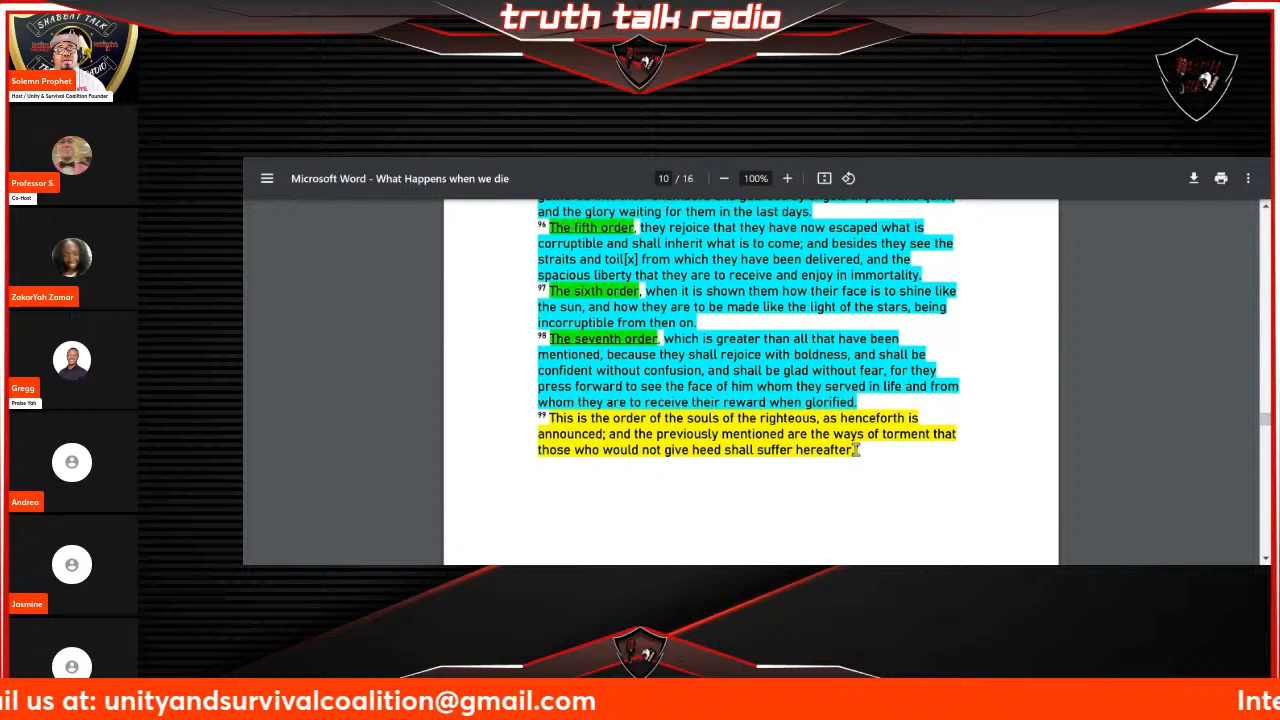 truth talk radio
SHABBAT TALK
Solemn Prophet
Host / Unity & Survival Coalition Founder
Professor S.
Co-Host
ZakarYah Zamar
Gregg
Praise Yah
Andrea
Jasmine
Microsoft Word - What Happens when we die
10 / 16
100%
and the glory waiting for them in the last days.
96 The fifth order, they rejoice that they have now escaped what is
corruptible and shall inherit what is to come; and besides they see the
straits and toil[x] from which they have been delivered, and the
spacious liberty that they are to receive and enjoy in immortality.
97 The sixth order, when it is shown them how their face is to shine like
the sun, and how they are to be made like the light of the stars, being
incorruptible from then on.
98 The seventh order, which is greater than all that have been
mentioned, because they shall rejoice with boldness, and shall be
confident without confusion, and shall be glad without fear, for they
press forward to see the face of him whom they served in life and from
whom they are to receive their reward when glorified.
99 This is the order of the souls of the righteous, as henceforth is
announced; and the previously mentioned are the ways of torment that
those who would not give heed shall suffer hereafter.
il us at: unityandsurvivalcoalition@gmail.com
Inte